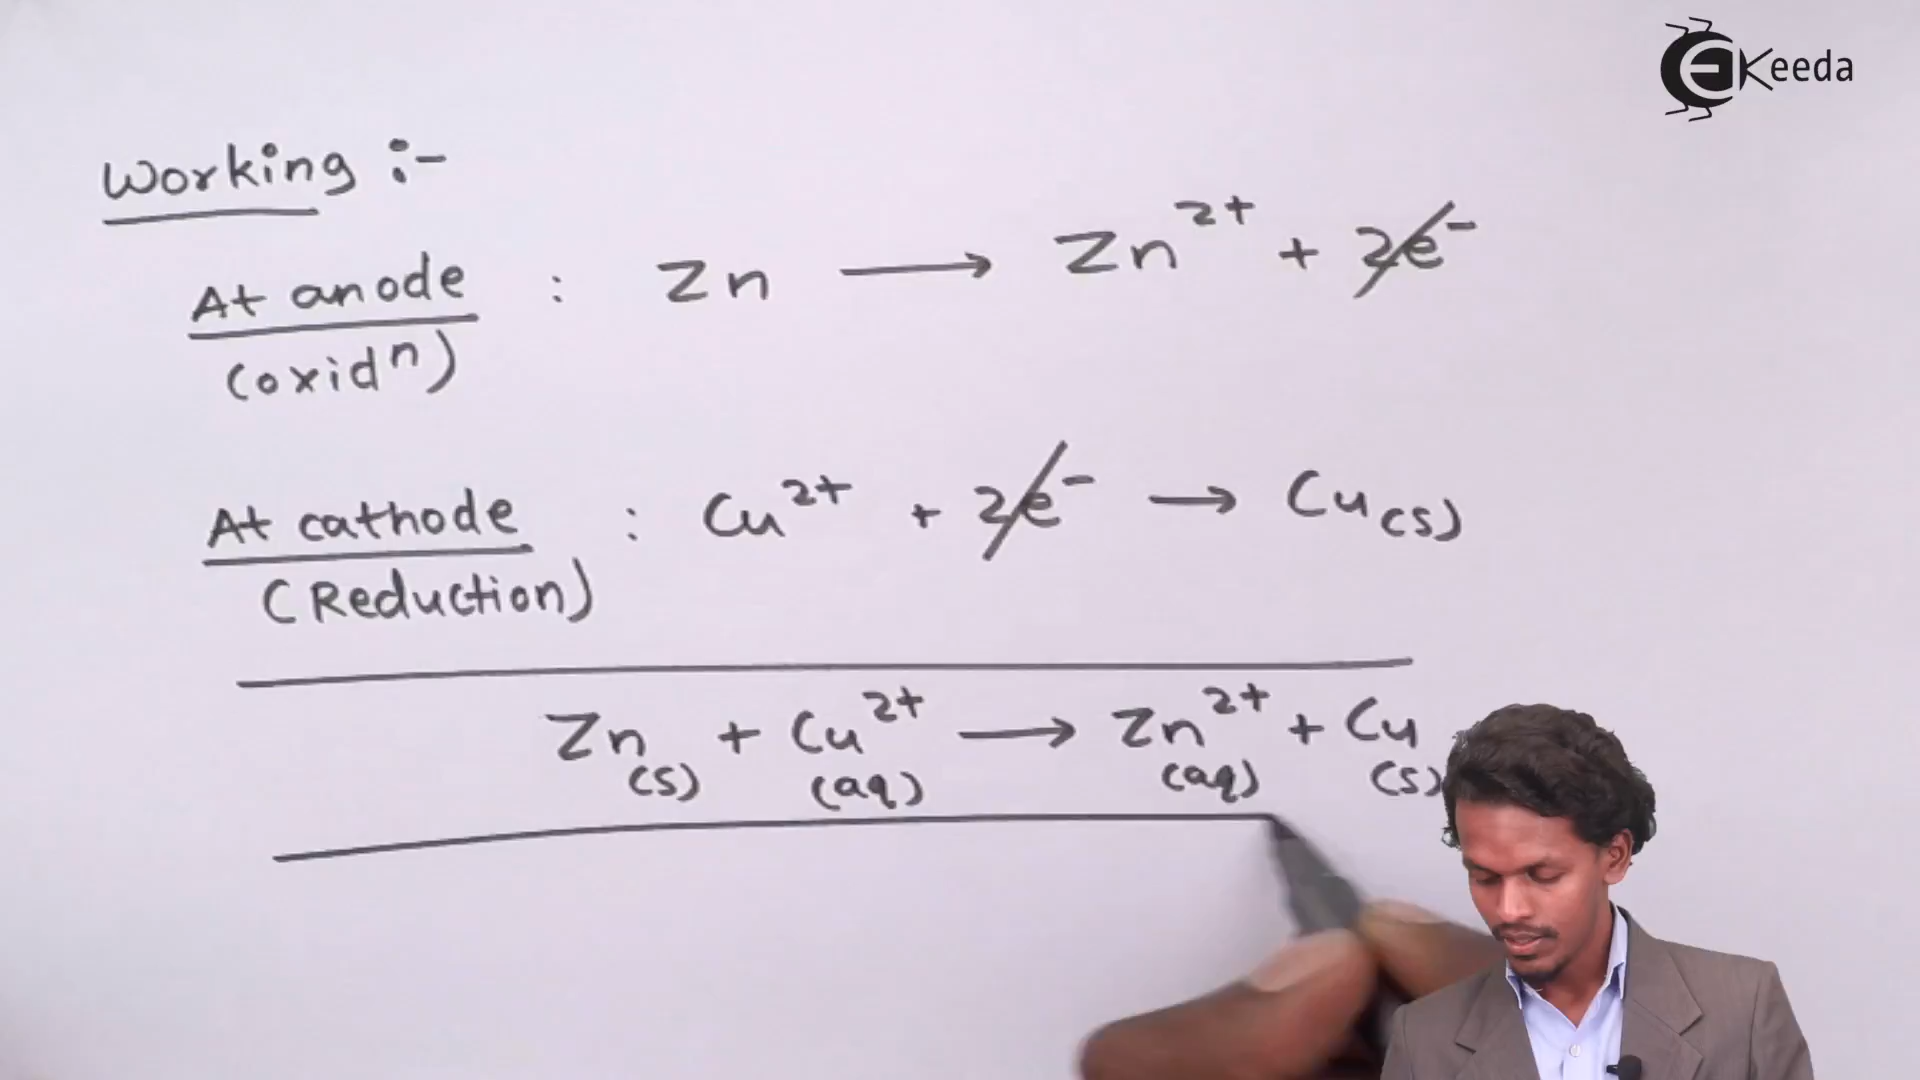 EKeeda
Working :-
At anode : Zn ⟶ Zn²⁺ + 2e⁻
(oxidⁿ)
At cathode : Cu²⁺ + 2e⁻ → Cu(s)
(Reduction)
Zn(s) + Cu²⁺(aq) ⟶ Zn²⁺(aq) + Cu(s)